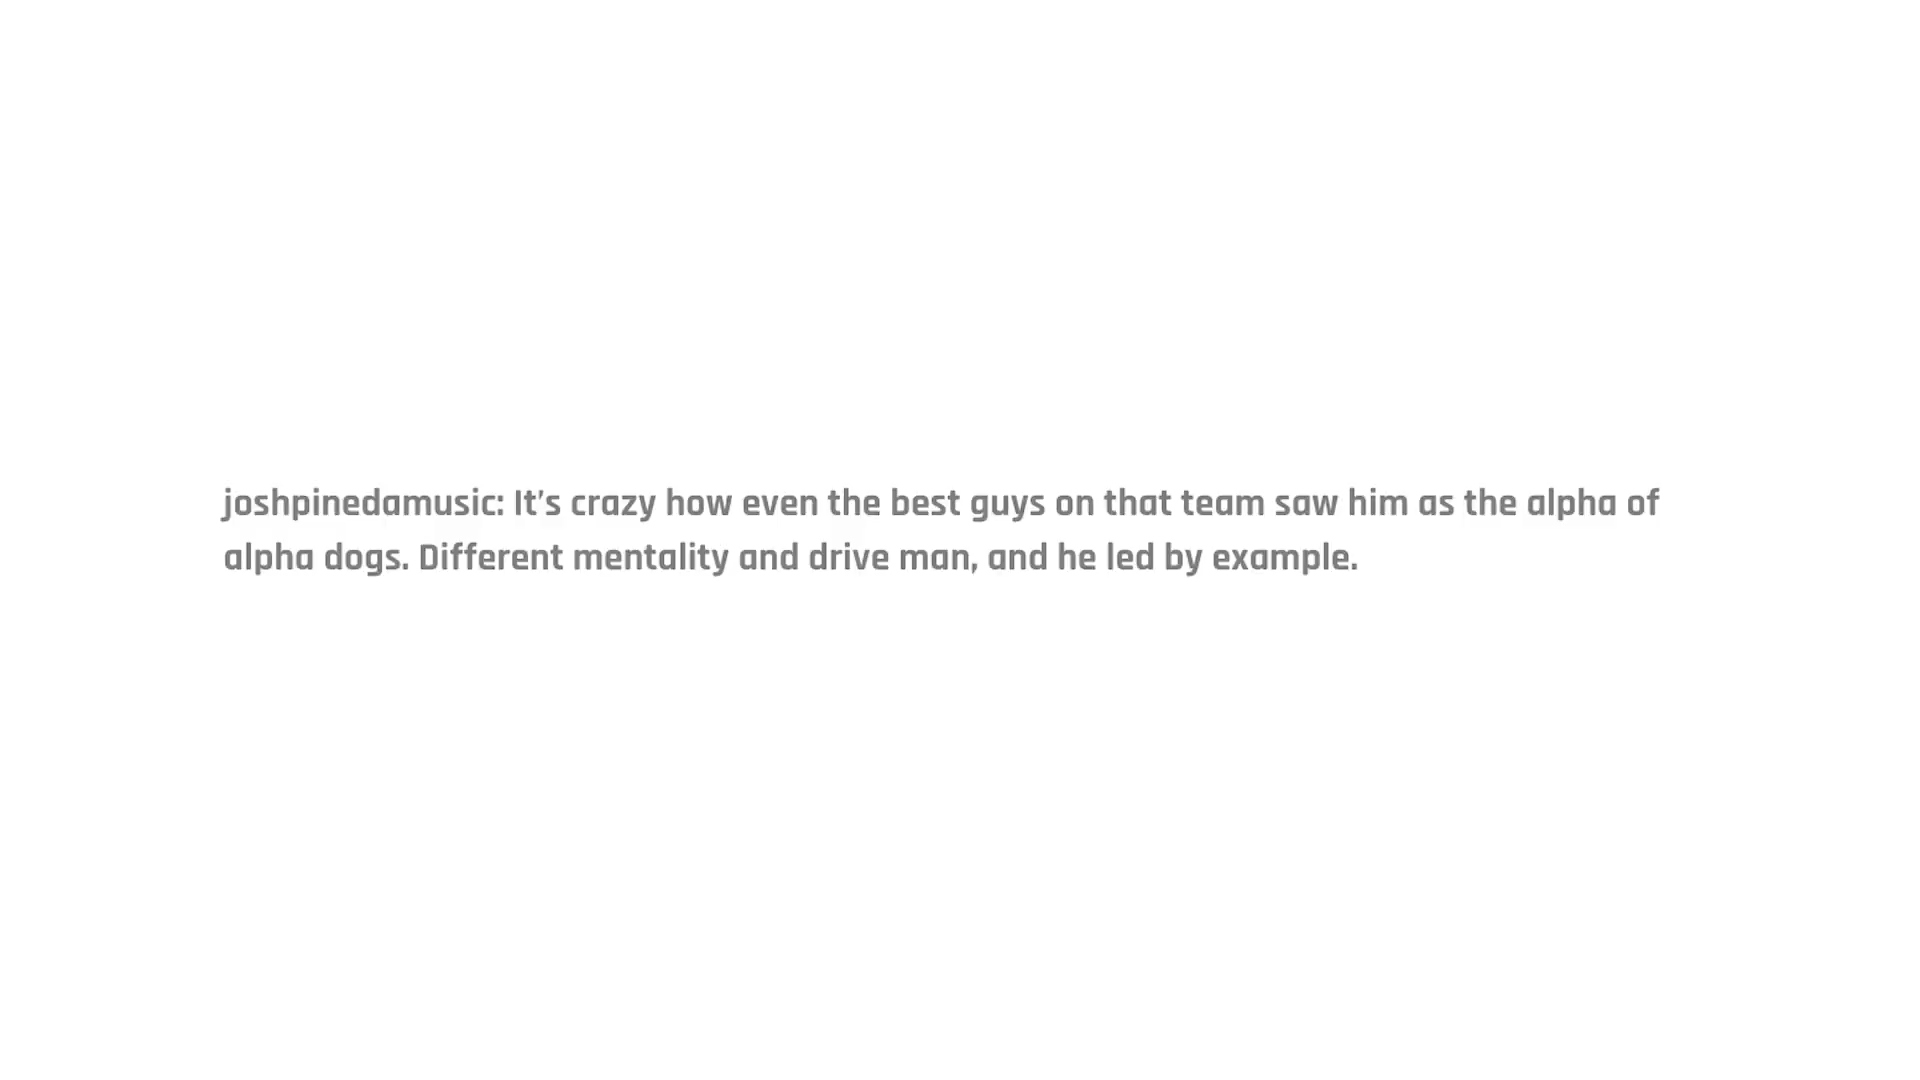 joshpinedamusic: It’s crazy how even the best guys on that team saw him as the alpha of
alpha dogs. Different mentality and drive man, and he led by example.